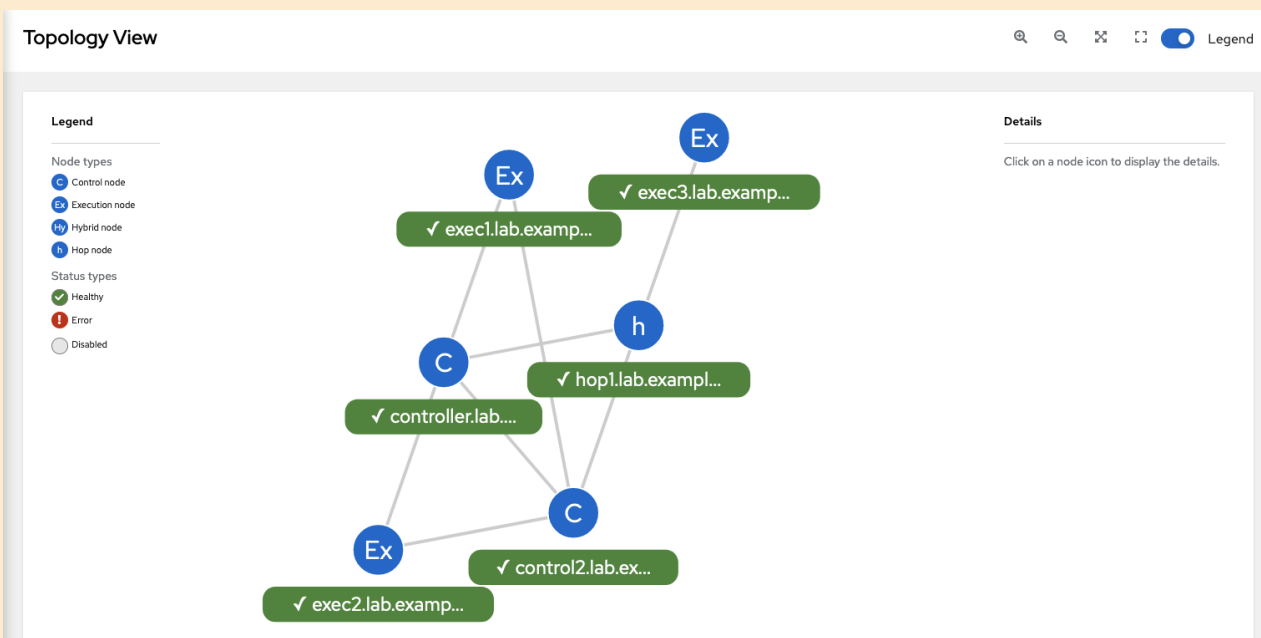 Topology View
Legend
Legend
Node types
C Control node
Ex Execution node
Hy Hybrid node
h Hop node
Status types
Healthy
! Error
Disabled
Ex
✓ exec3.lab.examp...
Ex
✓ exec1.lab.examp...
h
✓ hop1.lab.exampl...
C
✓ controller.lab....
C
✓ control2.lab.ex...
Ex
✓ exec2.lab.examp...
Details
Click on a node icon to display the details.